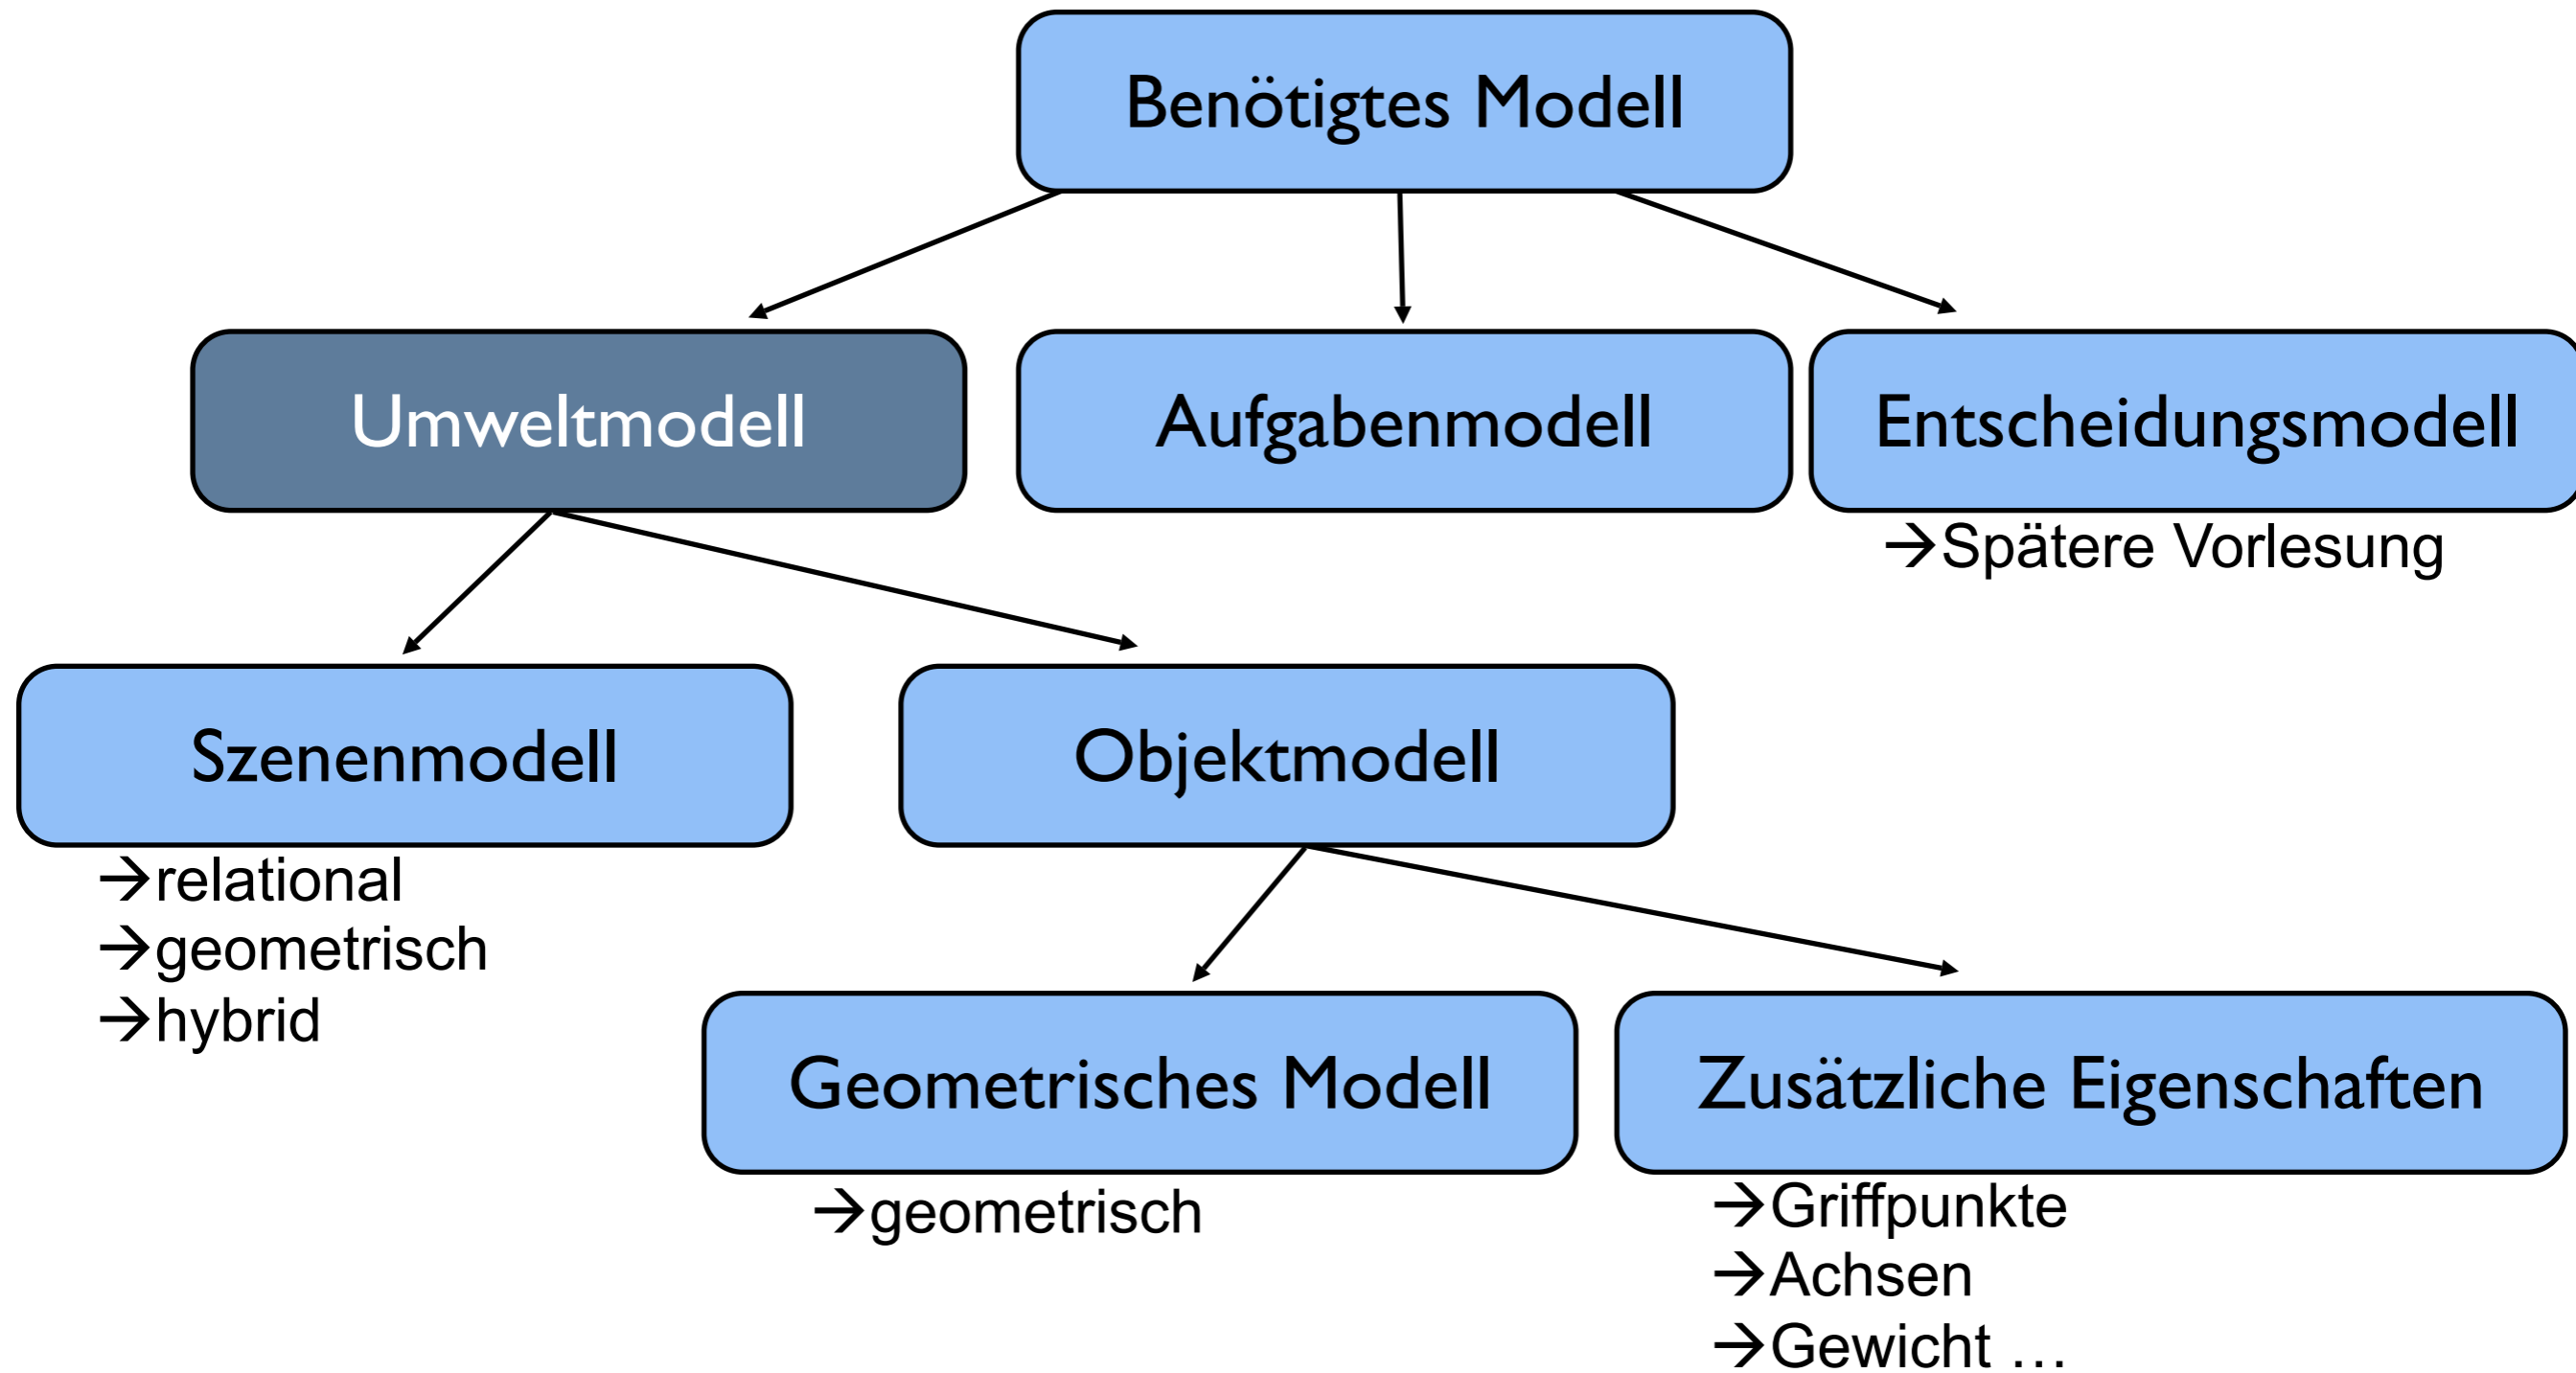 Benötigtes Modell
Umweltmodell
Aufgabenmodell
Entscheidungsmodell
→Spätere Vorlesung
Szenenmodell
→relational
→geometrisch
→hybrid
Objektmodell
Geometrisches Modell
→geometrisch
Zusätzliche Eigenschaften
→Griffpunkte
→Achsen
→Gewicht …